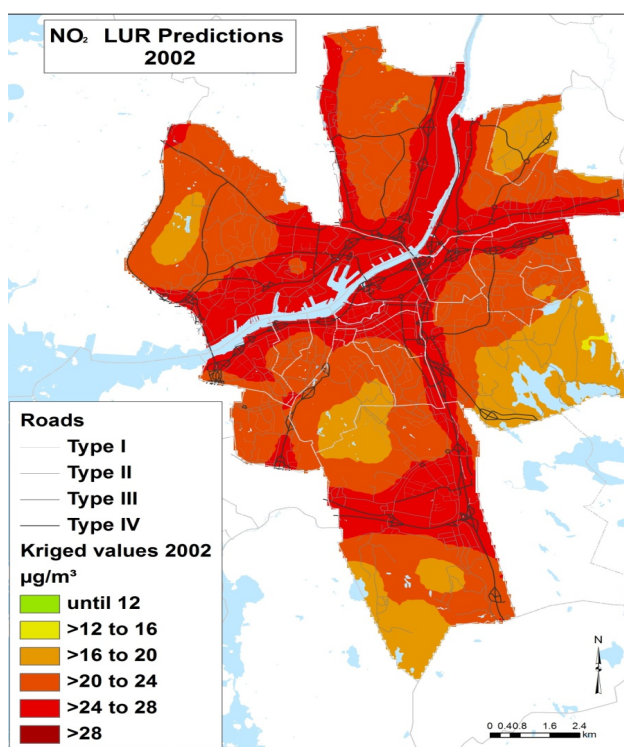 NO₂ LUR Predictions
2002
Roads
Type I
Type II
Type III
Type IV
Kriged values 2002
µg/m³
until 12
>12 to 16
>16 to 20
>20 to 24
>24 to 28
>28
N
0 0.4 0.8 1.6 2.4
km